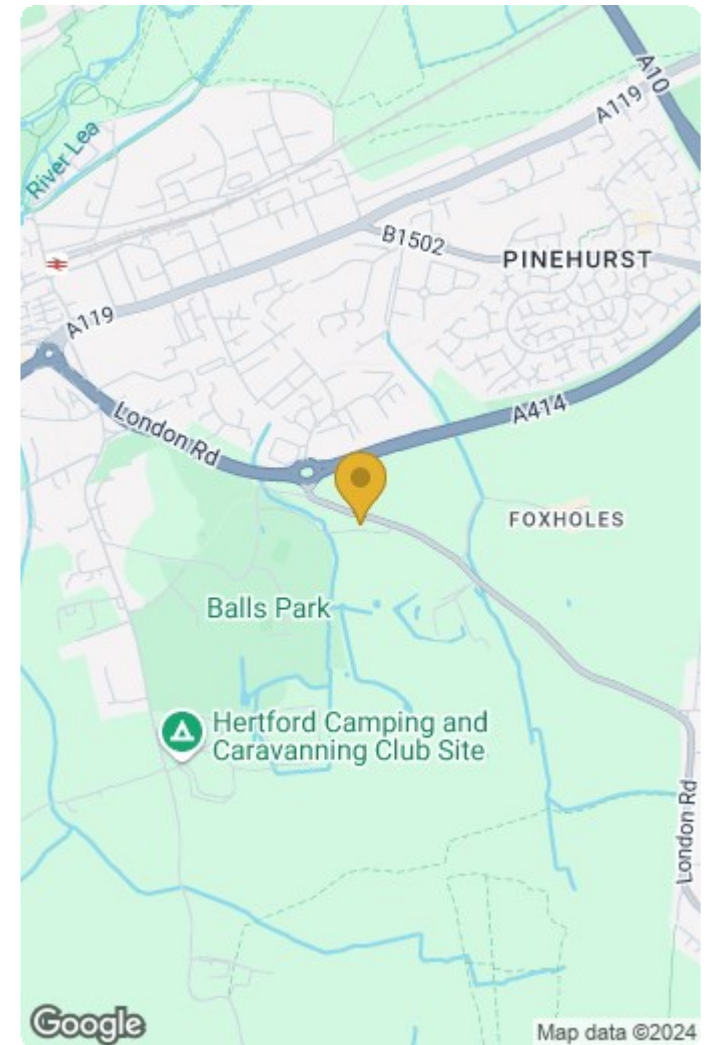 A10
A119
River Lea
B1502
PINEHURST
A119
London Rd
A414
FOXHOLES
Balls Park
Hertford Camping and
Caravanning Club Site
London Rd
Google
Map data ©2024